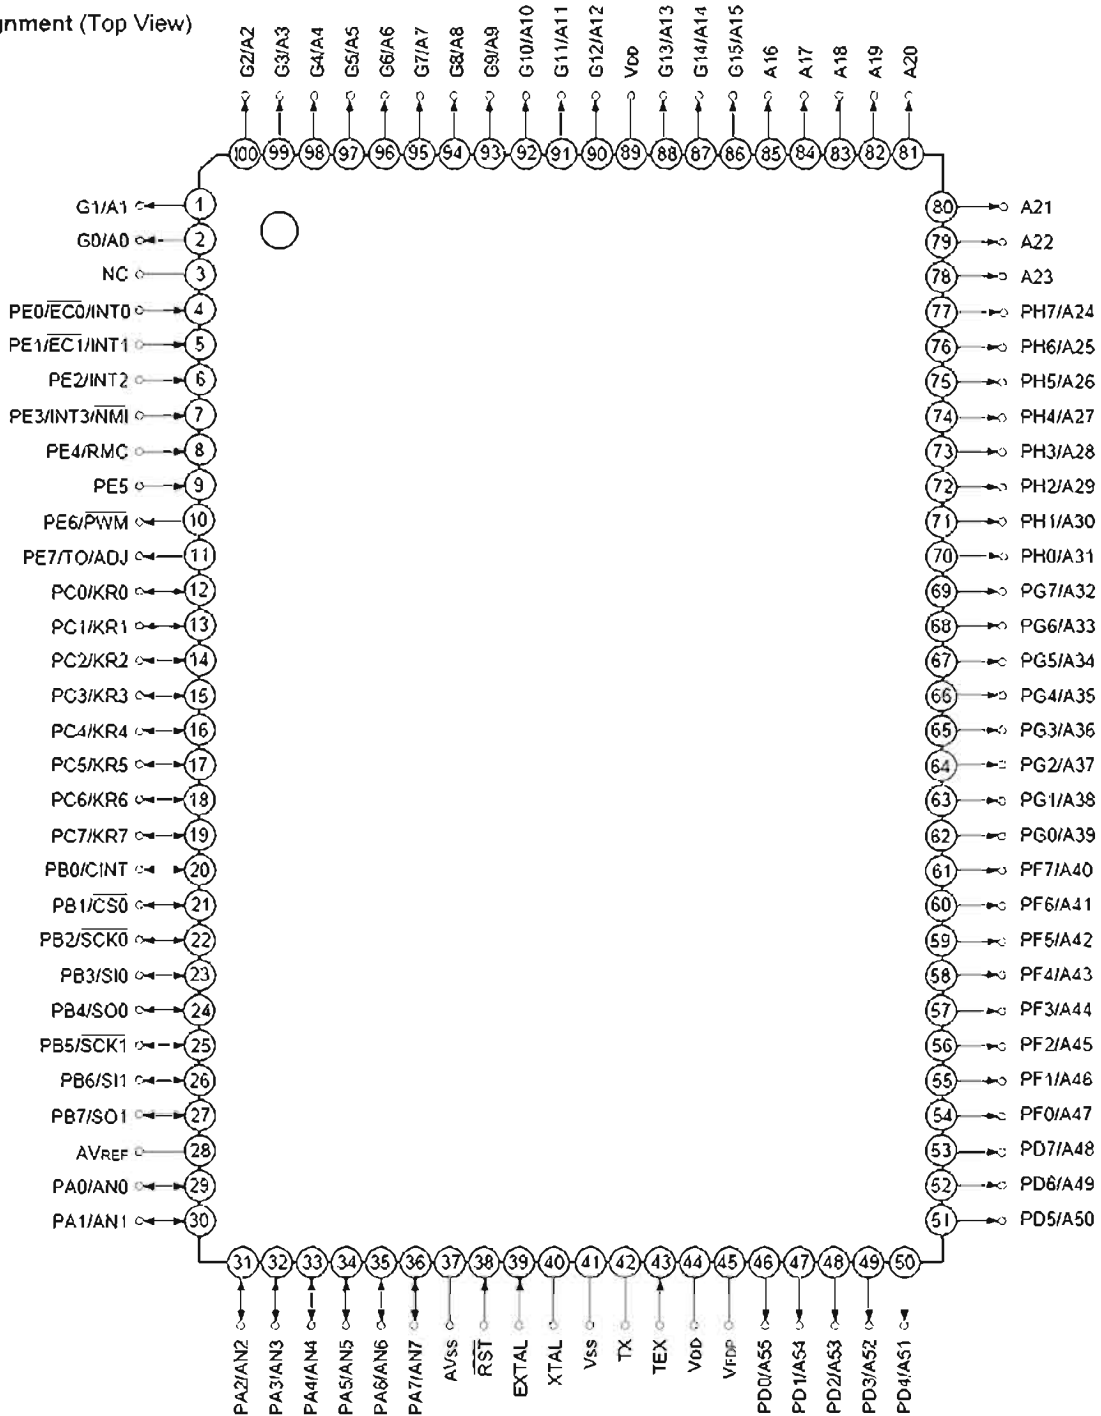 gnment (Top View)
G2/A2
G3/A3
G4/A4
G5/A5
G6/A6
G7/A7
G8/A8
G9/A9
G10/A10
G11/A11
G12/A12
VDD
G13/A13
G14/A14
G15/A15
A16
A17
A18
A19
A20
100 99 98 97 96 95 94 93 92 91 90 89 88 87 86 85 84 83 82 81
G1/A1 1
G0/A0 2
NC 3
PE0/E̅C̅0̅/INT0 4
PE1/E̅C̅1̅/INT1 5
PE2/INT2 6
PE3/INT3/N̅M̅I̅ 7
PE4/RMC 8
PE5 9
PE6/P̅W̅M̅ 10
PE7/TO/ADJ 11
PC0/KR0 12
PC1/KR1 13
PC2/KR2 14
PC3/KR3 15
PC4/KR4 16
PC5/KR5 17
PC6/KR6 18
PC7/KR7 19
PB0/CINT 20
PB1/C̅S̅0̅ 21
PB2/S̅C̅K̅0̅ 22
PB3/SI0 23
PB4/SO0 24
PB5/S̅C̅K̅1̅ 25
PB6/SI1 26
PB7/SO1 27
AVREF 28
PA0/AN0 29
PA1/AN1 30
80 A21
79 A22
78 A23
77 PH7/A24
76 PH6/A25
75 PH5/A26
74 PH4/A27
73 PH3/A28
72 PH2/A29
71 PH1/A30
70 PH0/A31
69 PG7/A32
68 PG6/A33
67 PG5/A34
66 PG4/A35
65 PG3/A36
64 PG2/A37
63 PG1/A38
62 PG0/A39
61 PF7/A40
60 PF6/A41
59 PF5/A42
58 PF4/A43
57 PF3/A44
56 PF2/A45
55 PF1/A46
54 PF0/A47
53 PD7/A48
52 PD6/A49
51 PD5/A50
31 32 33 34 35 36 37 38 39 40 41 42 43 44 45 46 47 48 49 50
PA2/AN2
PA3/AN3
PA4/AN4
PA5/AN5
PA6/AN6
PA7/AN7
AVSS
R̅S̅T̅
EXTAL
XTAL
VSS
TX
TEX
VDD
VFDP
PD0/A55
PD1/A54
PD2/A53
PD3/A52
PD4/A51